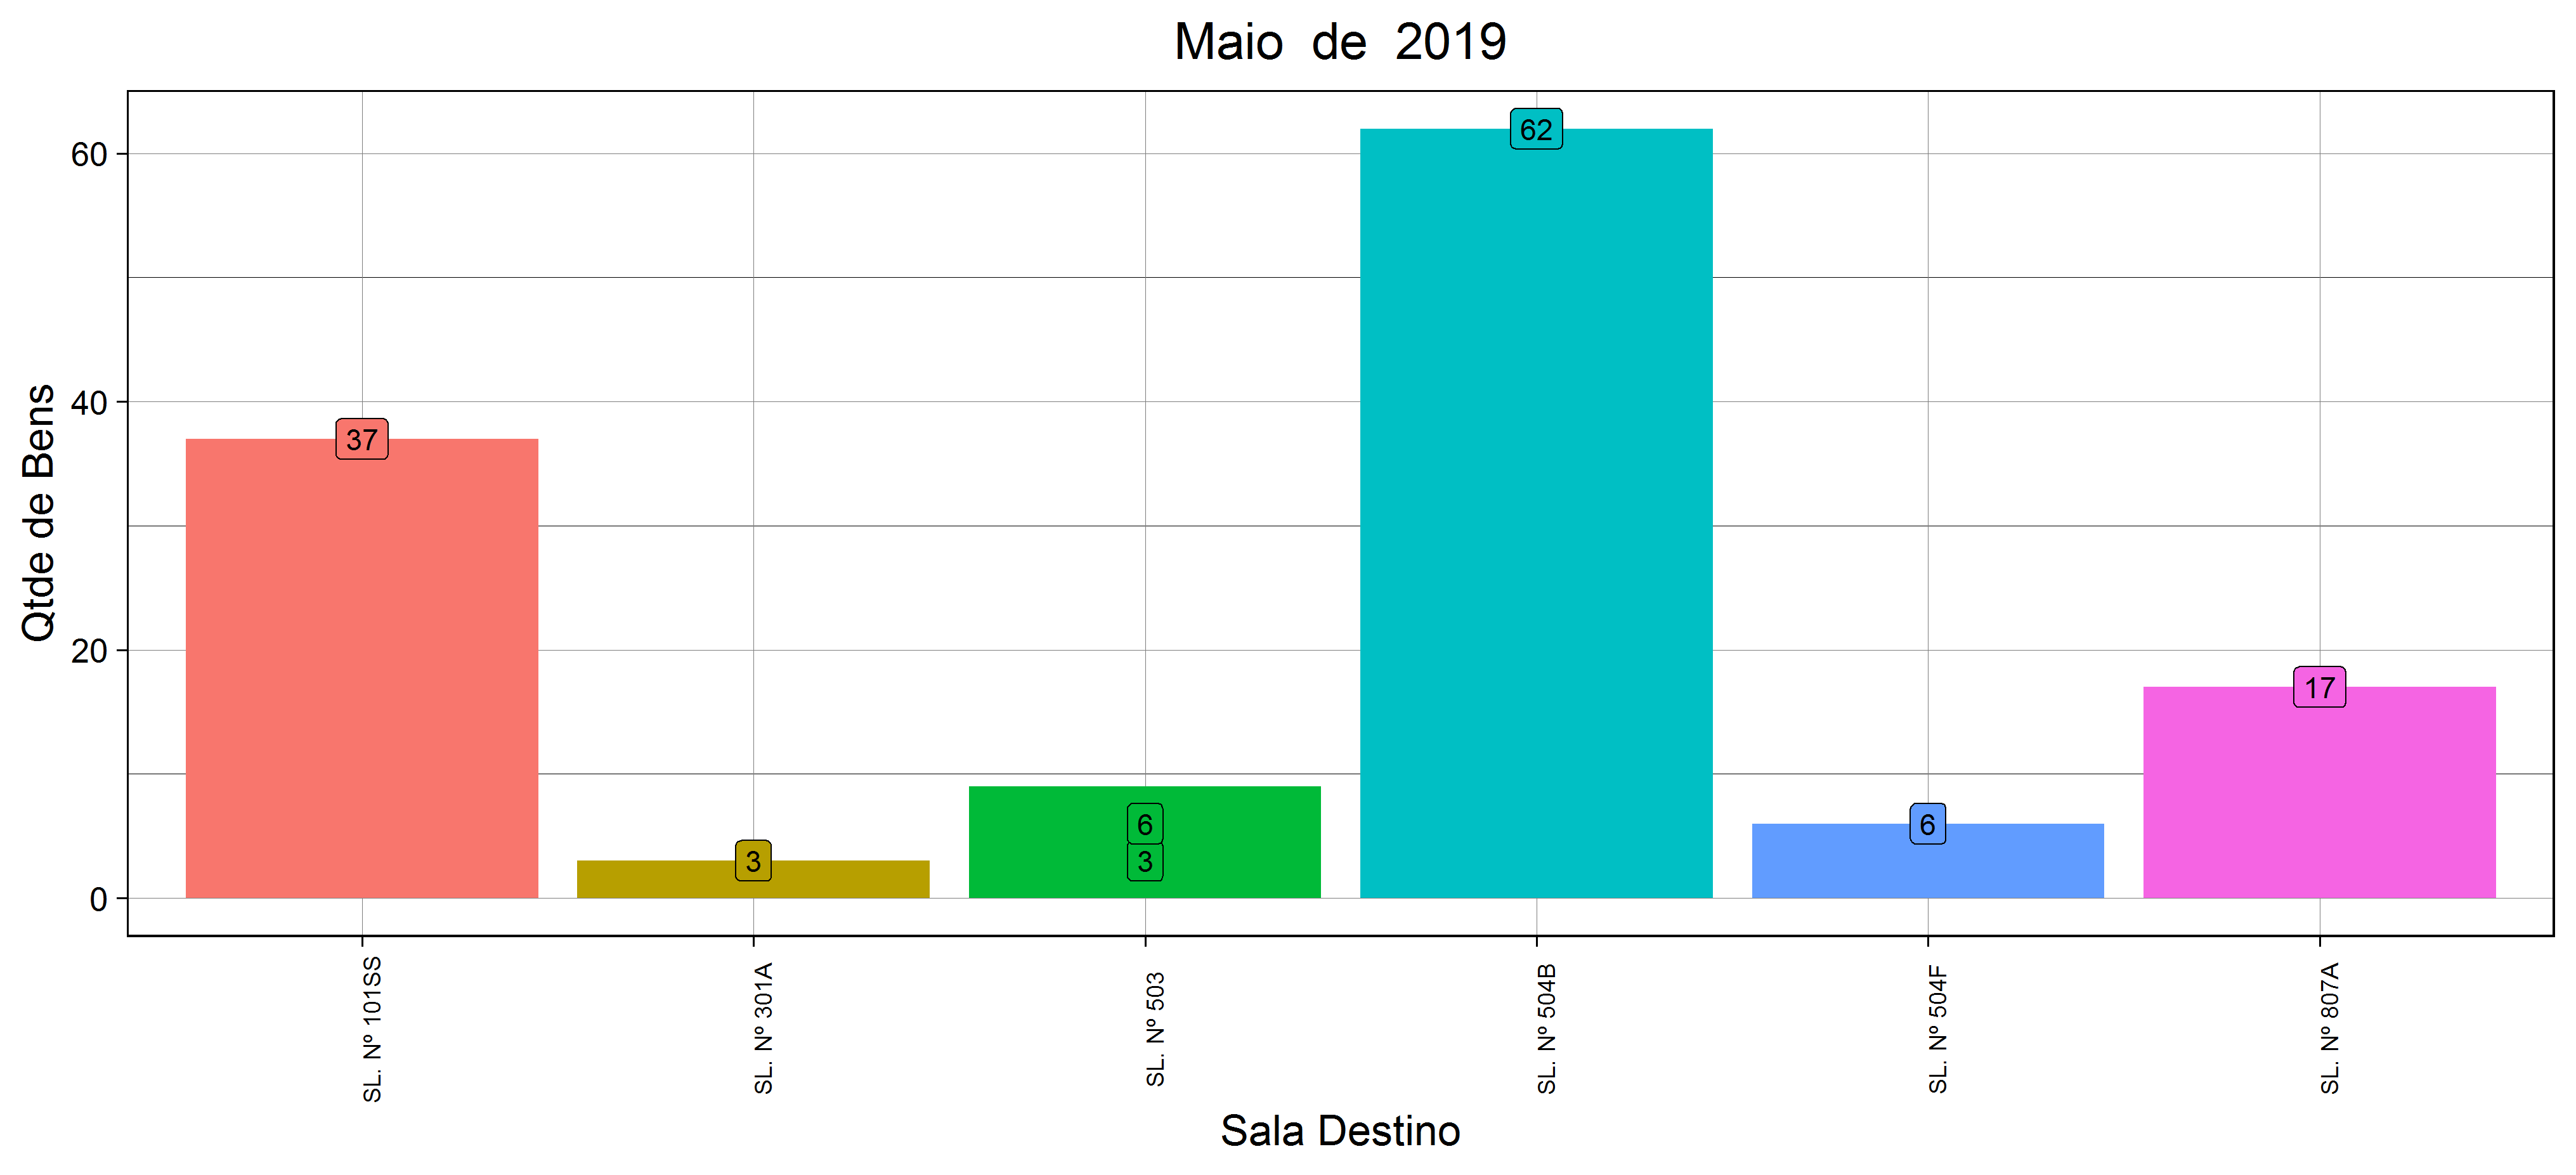 Maio de 2019
Qtde de Bens
60
40
20
0
37
3
6
3
62
6
17
SL. Nº 101SS
SL. Nº 301A
SL. Nº 503
SL. Nº 504B
SL. Nº 504F
SL. Nº 807A
Sala Destino